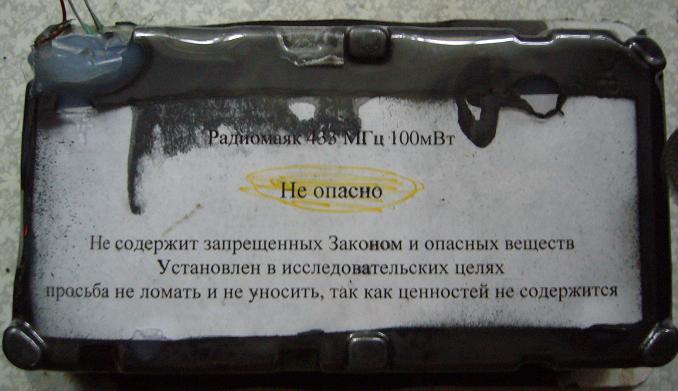 Радиомаяк 433 МГц 100мВт
Не опасно
Не содержит запрещенных Законом и опасных веществ
Установлен в исследовательских целях
просьба не ломать и не уносить, так как ценностей не содержится